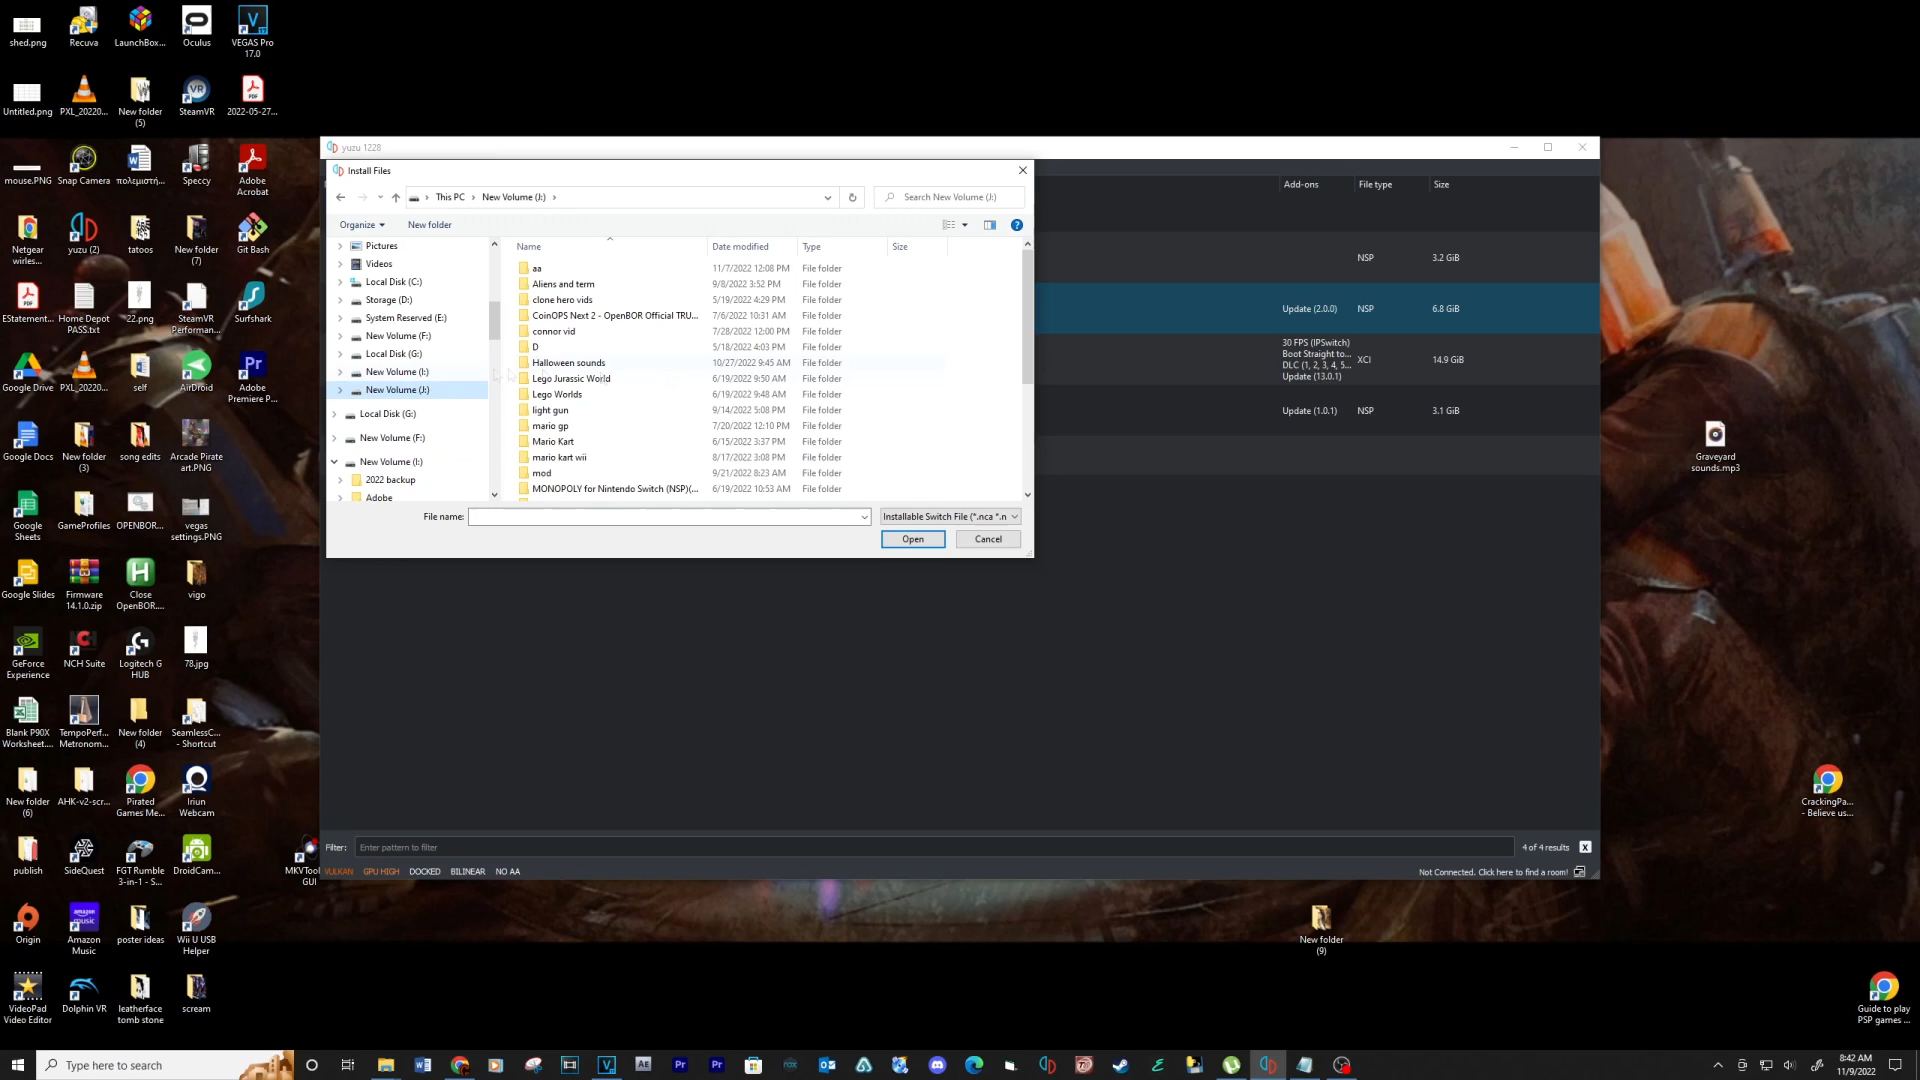 shed.png
Recuva
LaunchBox...
Oculus
VEGAS Pro
17.0
Untitled.png
PXL_20220...
New folder
(5)
SteamVR
2022-05-27...
mouse.PNG
Snap Camera
πολεμιστή...
Speccy
Adobe
Acrobat
Netgear
wirles...
yuzu (2)
tatoos
New folder
(7)
Git Bash
EStatement...
Home Depot
PASS.txt
22.png
SteamVR
Performan...
Surfshark
Google Drive
PXL_20220...
self
AirDroid
Adobe
Premiere P...
Google Docs
New folder
(3)
song edits
Arcade Pirate
art.PNG
Google
Sheets
GameProfiles
OPENBOR...
vegas
settings.PNG
Google Slides
Firmware
14.1.0.zip
Close
OpenBOR....
vigo
GeForce
Experience
NCH Suite
Logitech G
HUB
78.jpg
Blank P90X
Worksheet....
TempoPerf...
Metronom...
New folder
(4)
SeamlessC...
- Shortcut
New folder
(6)
AHK-v2-scr...
Pirated
Games Me...
Iriun
Webcam
publish
SideQuest
FGT Rumble
3-in-1 - S...
DroidCam...
MKVTool
GUI
Origin
Amazon
Music
poster ideas
Wii U USB
Helper
VideoPad
Video Editor
Dolphin VR
leatherface
tomb stone
scream
yuzu 1228
Install Files
This PC > New Volume (J:) >
Search New Volume (J:)
Organize
New folder
Pictures
Videos
Local Disk (C:)
Storage (D:)
System Reserved (E:)
New Volume (F:)
Local Disk (G:)
New Volume (I:)
New Volume (J:)
Local Disk (G:)
New Volume (F:)
New Volume (I:)
2022 backup
Adobe
Name Date modified Type Size
aa 11/7/2022 12:08 PM File folder
Aliens and term 9/8/2022 3:52 PM File folder
clone hero vids 5/19/2022 4:29 PM File folder
CoinOPS Next 2 - OpenBOR Official TRU... 7/6/2022 10:31 AM File folder
connor vid 7/28/2022 12:00 PM File folder
D 5/18/2022 4:03 PM File folder
Halloween sounds 10/27/2022 9:45 AM File folder
Lego Jurassic World 6/19/2022 9:50 AM File folder
Lego Worlds 6/19/2022 9:48 AM File folder
light gun 9/14/2022 5:08 PM File folder
mario gp 7/20/2022 12:10 PM File folder
Mario Kart 6/15/2022 3:37 PM File folder
mario kart wii 8/17/2022 3:08 PM File folder
mod 9/21/2022 8:23 AM File folder
MONOPOLY for Nintendo Switch (NSP)(... 6/19/2022 10:53 AM File folder
File name:
Installable Switch File (*.nca *.n
Open
Cancel
Add-ons File type Size
NSP 3.2 GiB
Update (2.0.0) NSP 6.8 GiB
30 FPS (IPSwitch)
Boot Straight to...
DLC (1, 2, 3, 4, 5...
Update (13.0.1)
XCI 14.9 GiB
Update (1.0.1) NSP 3.1 GiB
Filter: Enter pattern to filter
4 of 4 results X
VULKAN GPU HIGH DOCKED BILINEAR NO AA
Not Connected. Click here to find a room!
Graveyard
sounds.mp3
CrackingPa...
- Believe us...
New folder
(9)
Guide to play
PSP games ...
Type here to search
8:42 AM
11/9/2022